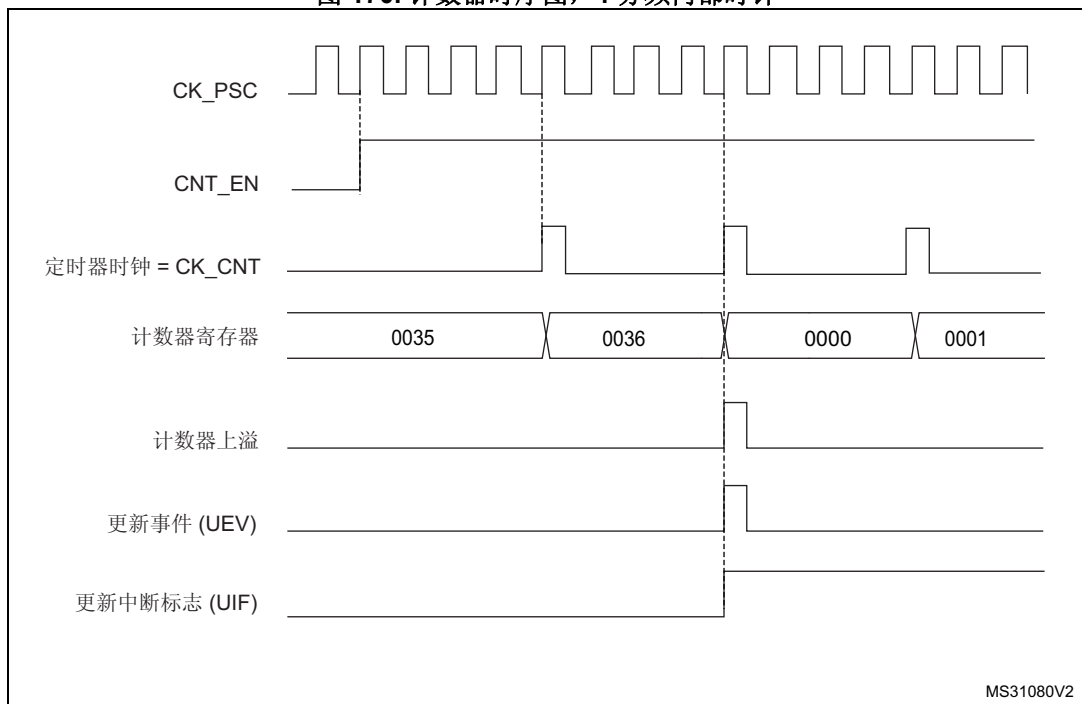 CK_PSC
CNT_EN
定时器时钟 = CK_CNT
计数器寄存器 0035 0036 0000 0001
计数器上溢
更新事件 (UEV)
更新中断标志 (UIF)
MS31080V2